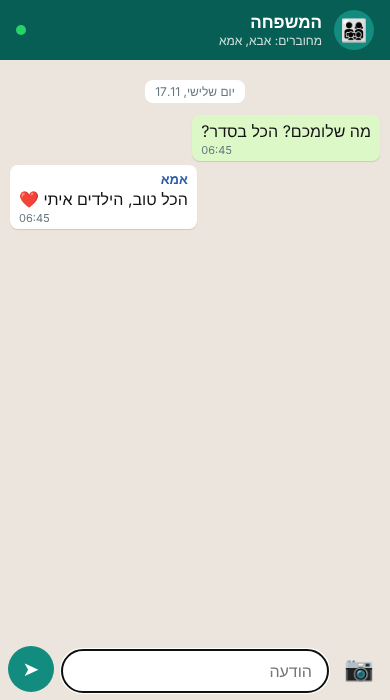 המשפחה
מחוברים: אבא, אמא
יום שלישי, 17.11
מה שלומכם? הכל בסדר?
06:45
אמא
הכל טוב, הילדים איתי ❤️
06:45
הודעה